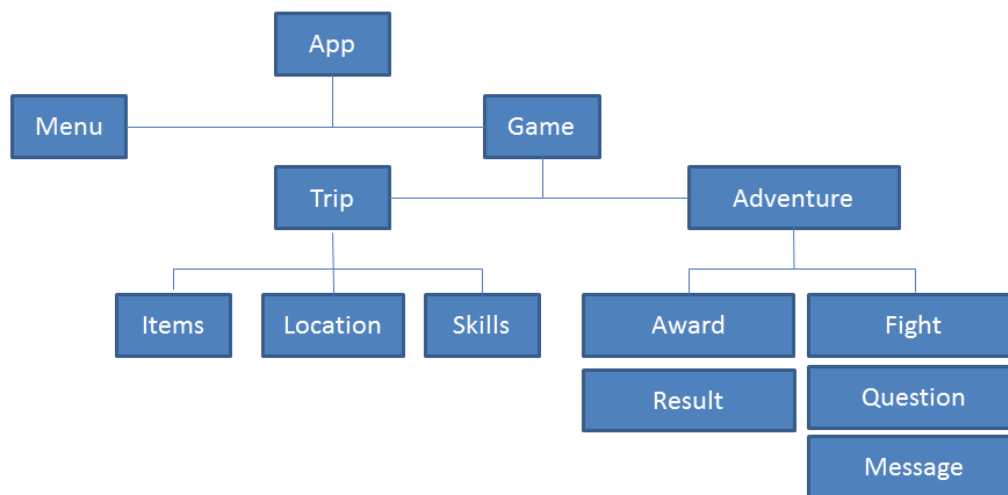 App
Menu
Game
Trip
Adventure
Items
Location
Skills
Award
Fight
Result
Question
Message